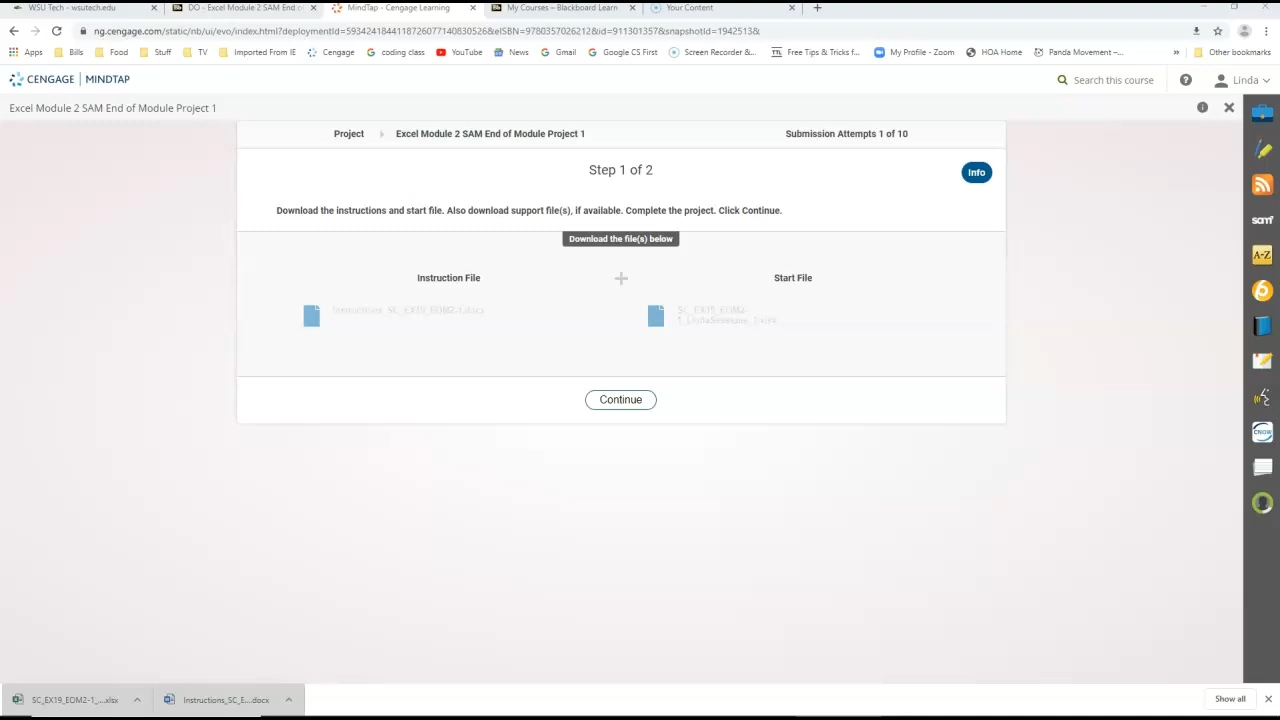 WSU Tech - wsutech.edu
DO - Excel Module 2 SAM End of
MindTap - Cengage Learning
My Courses – Blackboard Learn
Your Content
ng.cengage.com/static/nb/ui/evo/index.html?deploymentId=59342418441187260771408305268&eISBN=9780357026212&id=911301357&snapshotId=1942513&
Apps
Bills
Food
Stuff
TV
Imported From IE
Cengage
coding class
YouTube
News
Gmail
Google CS First
Screen Recorder &...
Free Tips & Tricks f...
My Profile - Zoom
HOA Home
Panda Movement –...
»
Other bookmarks
CENGAGE | MINDTAP
Search this course
Linda
Excel Module 2 SAM End of Module Project 1
Project
Excel Module 2 SAM End of Module Project 1
Submission Attempts 1 of 10
Step 1 of 2
Info
Download the instructions and start file. Also download support file(s), if available. Complete the project. Click Continue.
Download the file(s) below
Instruction File
Start File
Instructions_SC_EX19_EOM2-1.docx
SC_EX19_EOM2-
Continue
sam
A-Z
CNOW
SC_EX19_EOM2-1_...xlsx
Instructions_SC_E....docx
Show all